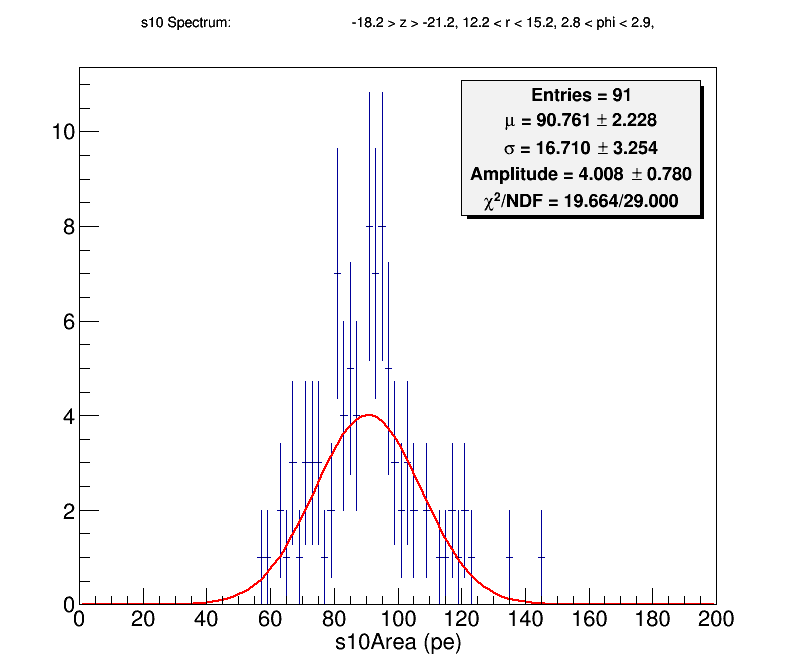 s10 Spectrum: -18.2 > z > -21.2, 12.2 < r < 15.2, 2.8 < phi < 2.9,
Entries = 91
μ = 90.761 ± 2.228
σ = 16.710 ± 3.254
Amplitude = 4.008 ± 0.780
χ²/NDF = 19.664/29.000
10
8
6
4
2
0
0 20 40 60 80 100 120 140 160 180 200
s10Area (pe)